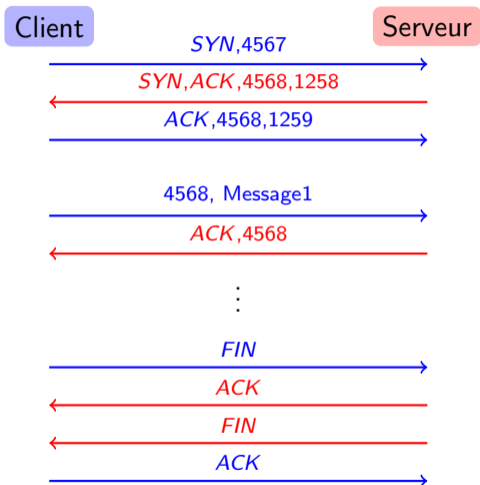 Client
Serveur
SYN,4567
SYN,ACK,4568,1258
ACK,4568,1259
4568, Message1
ACK,4568
⋮
FIN
ACK
FIN
ACK